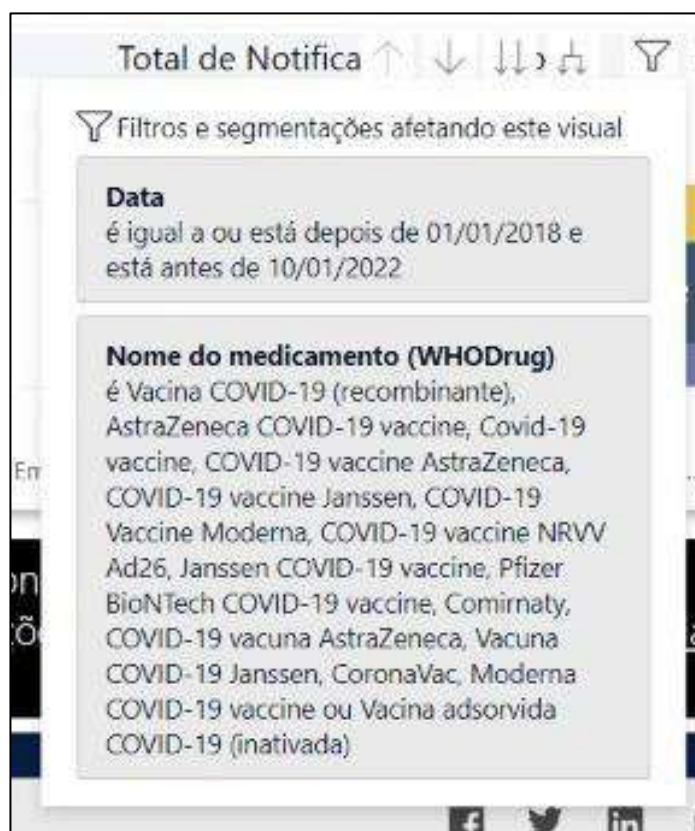 Total de Notifica
Filtros e segmentações afetando este visual
Data
é igual a ou está depois de 01/01/2018 e
está antes de 10/01/2022
Nome do medicamento (WHODrug)
é Vacina COVID-19 (recombinante),
AstraZeneca COVID-19 vaccine, Covid-19
vaccine, COVID-19 vaccine AstraZeneca,
COVID-19 vaccine Janssen, COVID-19
Vaccine Moderna, COVID-19 vaccine NRVV
Ad26, Janssen COVID-19 vaccine, Pfizer
BioNTech COVID-19 vaccine, Comirnaty,
COVID-19 vacuna AstraZeneca, Vacuna
COVID-19 Janssen, CoronaVac, Moderna
COVID-19 vaccine ou Vacina adsorvida
COVID-19 (inativada)